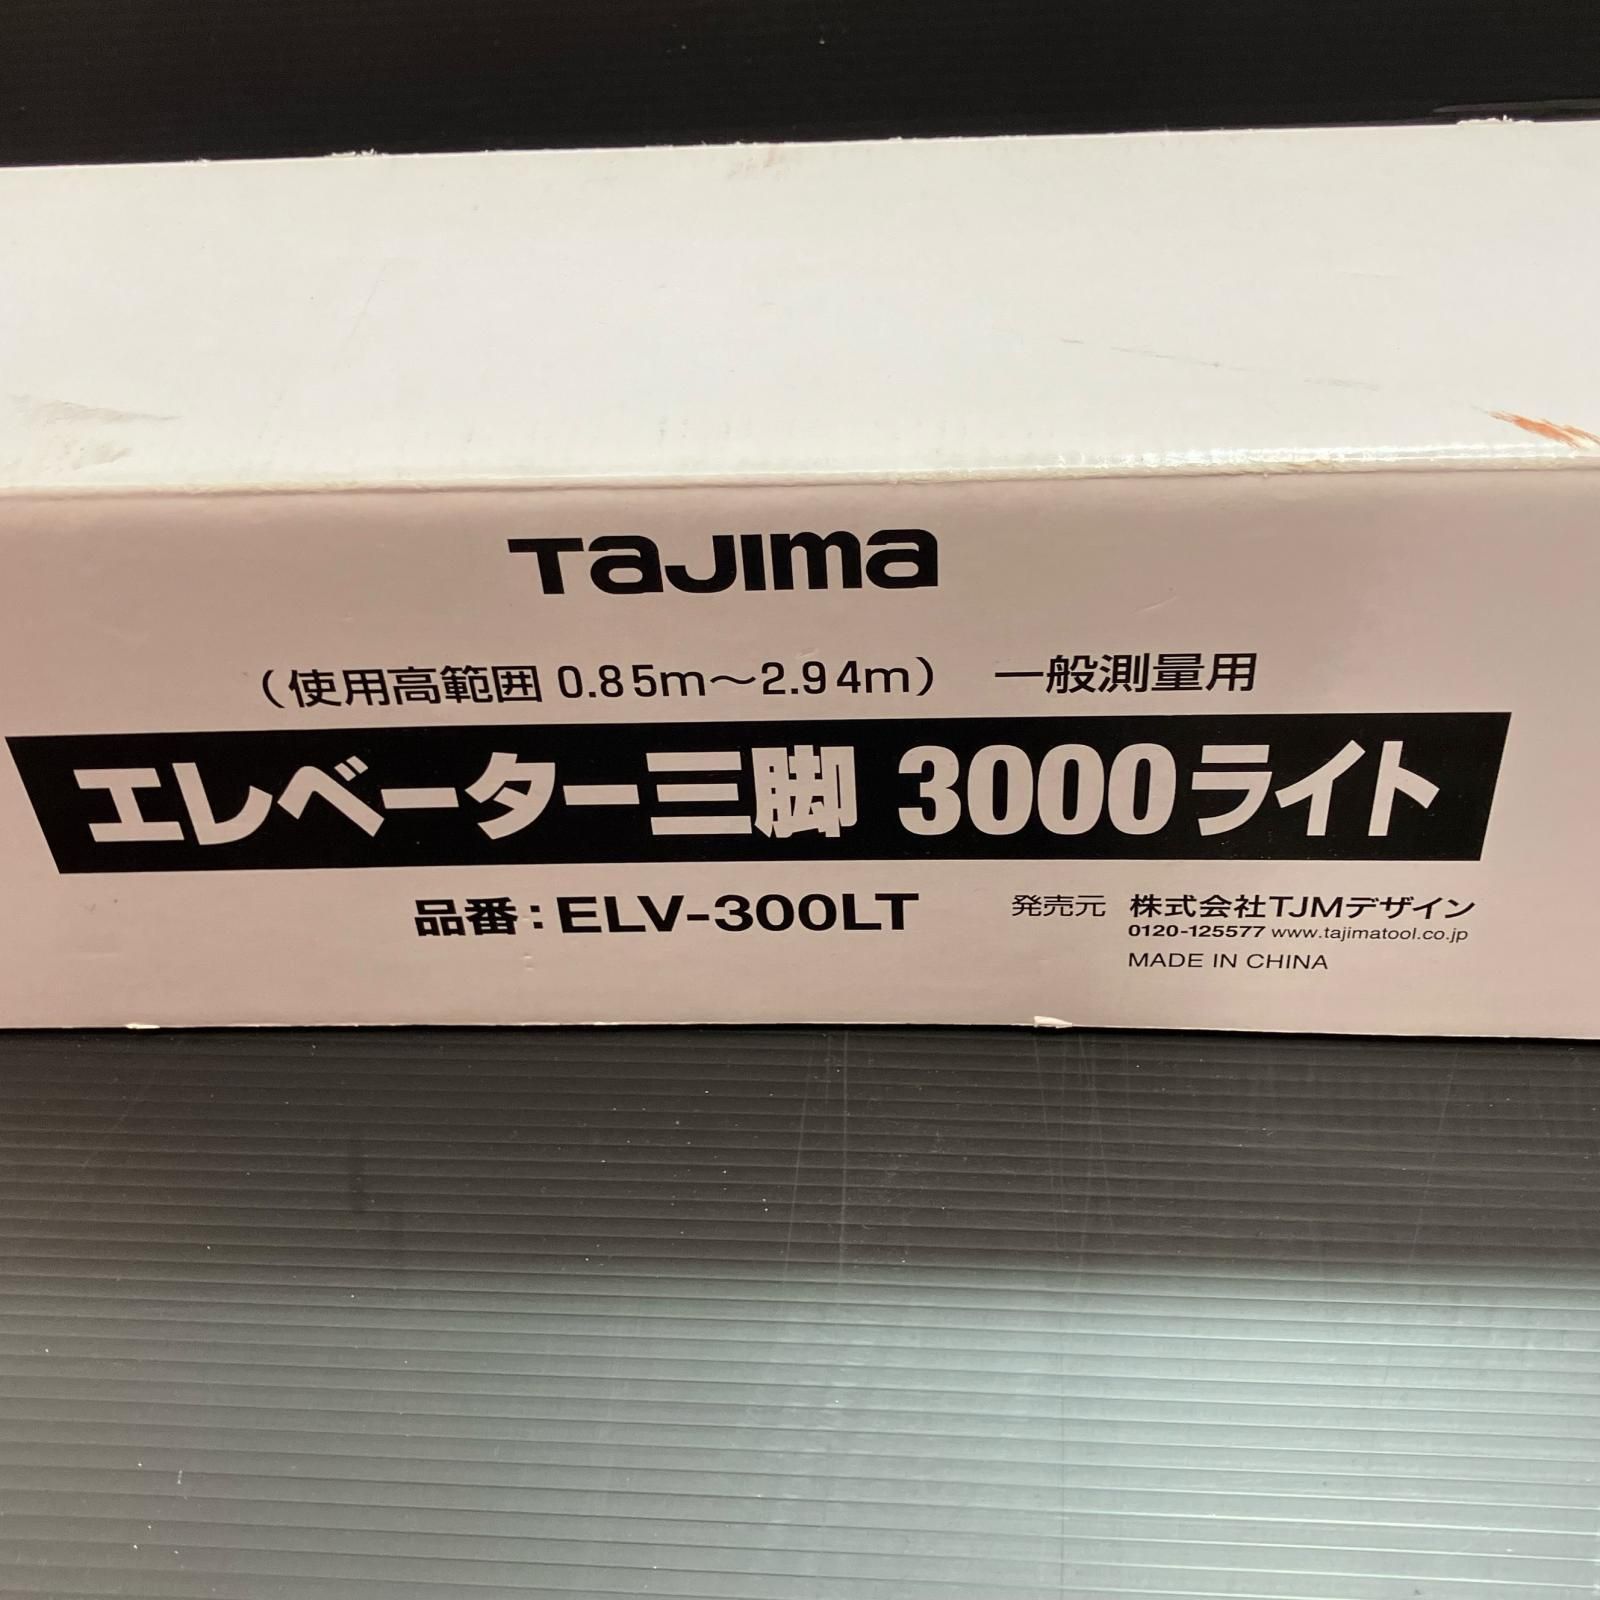 TaJIma
(使用高範囲 0.85m〜2.94m) 一般測量用
エレベーター三脚 3000ライト
品番:ELV-300LT
発売元 株式会社TJMデザイン
0120-125577 www.tajimatool.co.jp
MADE IN CHINA